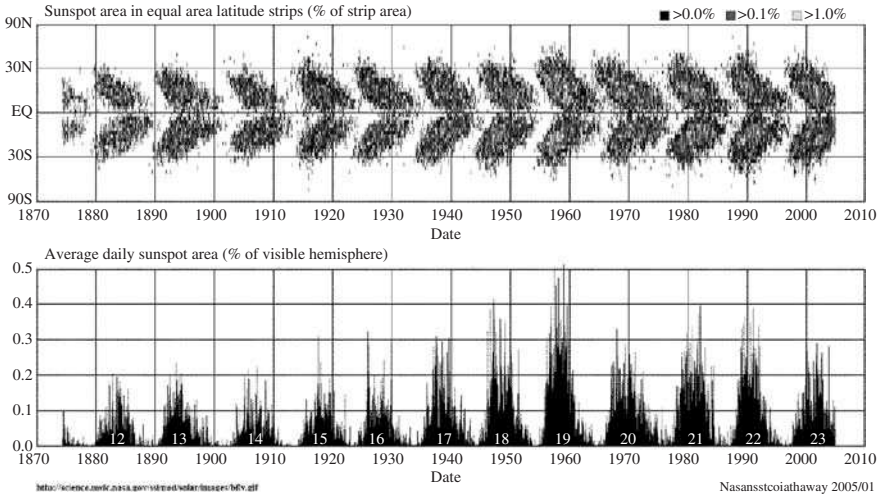 Sunspot area in equal area latitude strips (% of strip area)
>0.0% >0.1% >1.0%
90N
30N
EQ
30S
90S
1870 1880 1890 1900 1910 1920 1930 1940 1950 1960 1970 1980 1990 2000 2010
Date
Average daily sunspot area (% of visible hemisphere)
0.5
0.4
0.3
0.2
0.1
0.0
12 13 14 15 16 17 18 19 20 21 22 23
1870 1880 1890 1900 1910 1920 1930 1940 1950 1960 1970 1980 1990 2000 2010
Date
Nasansstcoiathaway 2005/01